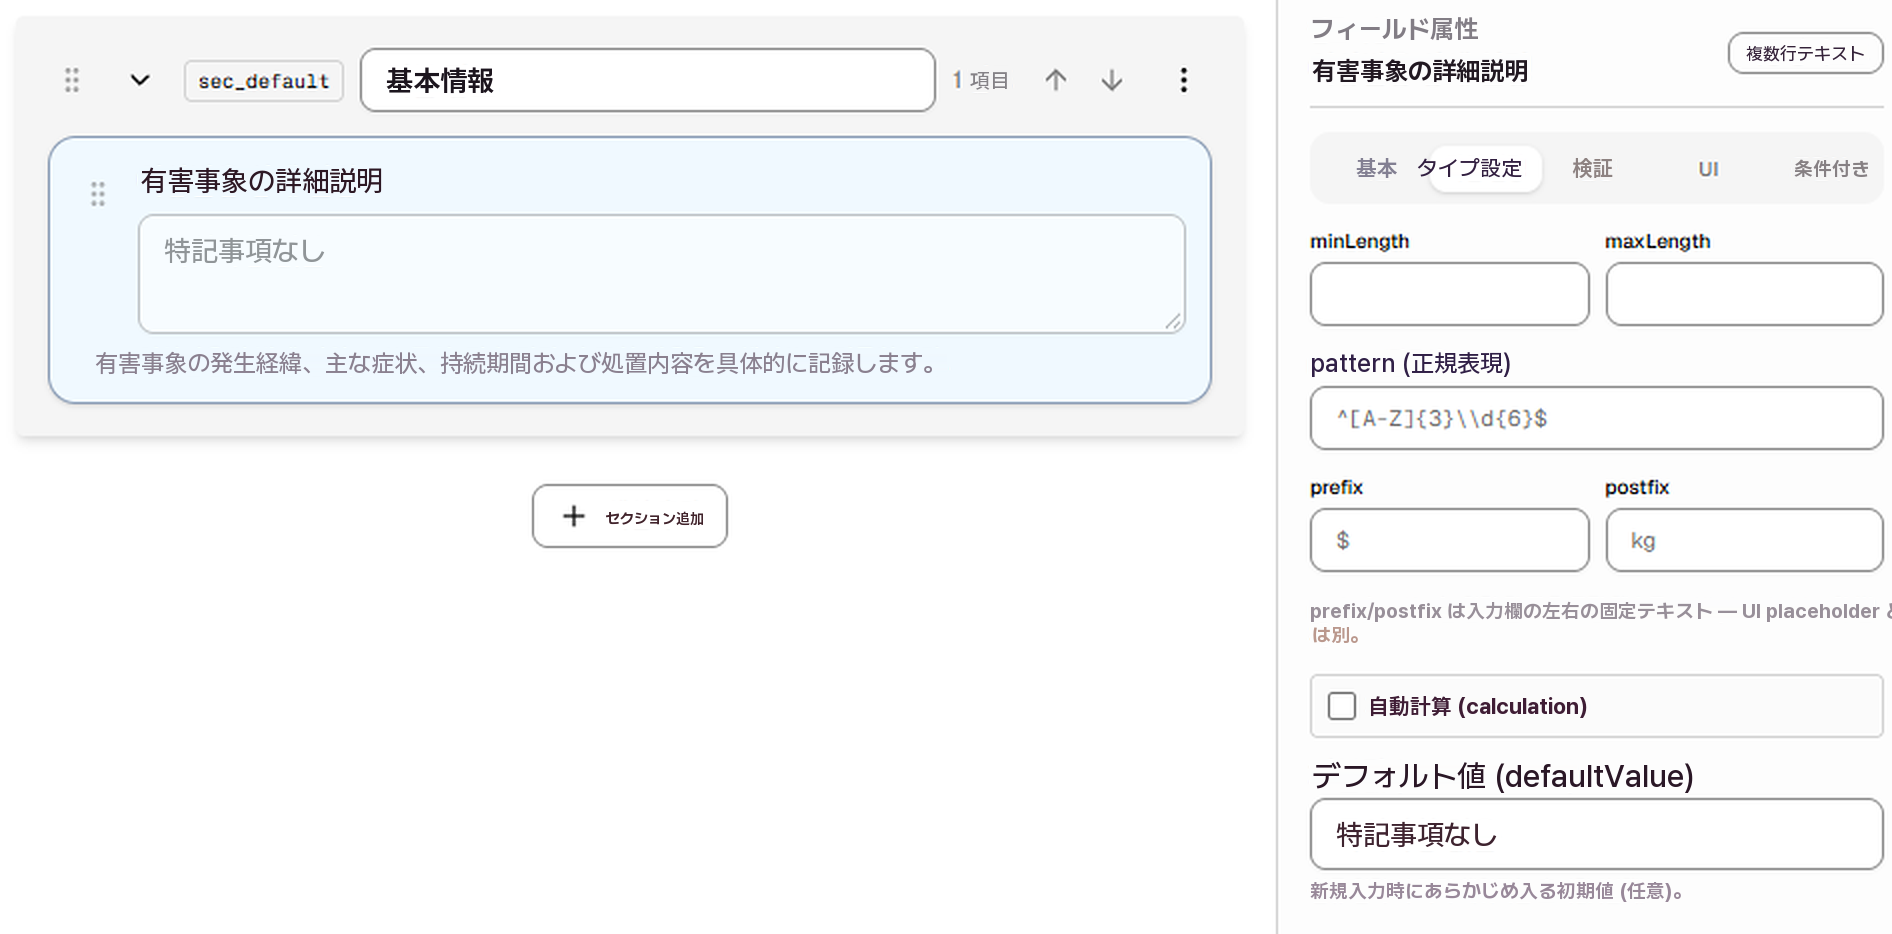 sec_default
基本情報
1 項目
有害事象の詳細説明
特記事項なし
有害事象の発生経緯、主な症状、持続期間および処置内容を具体的に記録します。
セクション追加
フィールド属性
有害事象の詳細説明
複数行テキスト
基本 タイプ設定 検証 UI 条件付き
minLength maxLength
pattern (正規表現)
^[A-Z]{3}\\d{6}$
prefix postfix
$ kg
prefix/postfix は入力欄の左右の固定テキスト — UI placeholder と
は別。
自動計算 (calculation)
デフォルト値 (defaultValue)
特記事項なし
新規入力時にあらかじめ入る初期値 (任意)。